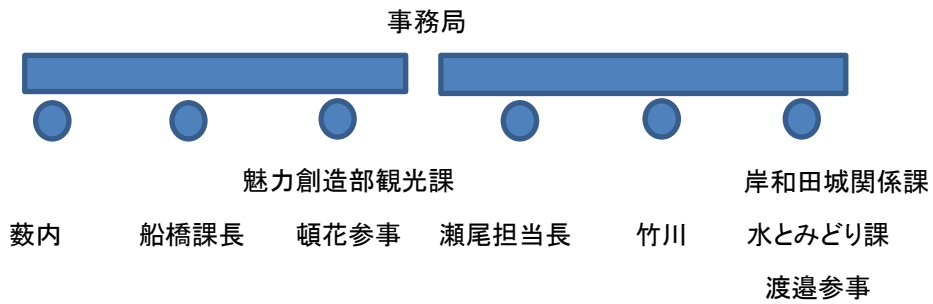 事務局
魅力創造部観光課 岸和田城関係課
薮内 船橋課長 頓花参事 瀬尾担当長 竹川 水とみどり課
渡邉参事